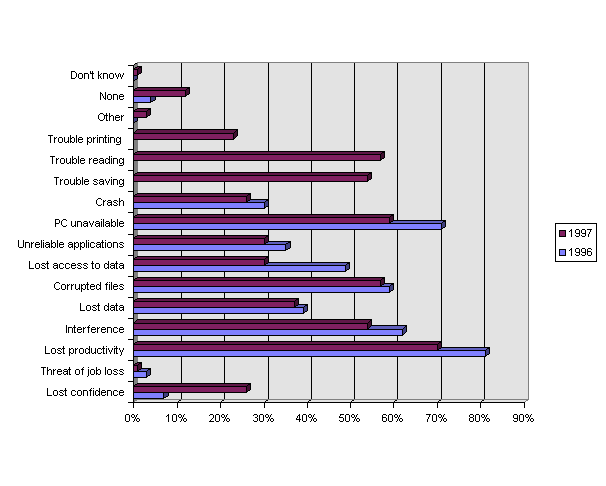 Don't know
None
Other
Trouble printing
Trouble reading
Trouble saving
Crash
PC unavailable
Unreliable applications
Lost access to data
Corrupted files
Lost data
Interference
Lost productivity
Threat of job loss
Lost confidence
0% 10% 20% 30% 40% 50% 60% 70% 80% 90%
1997
1996